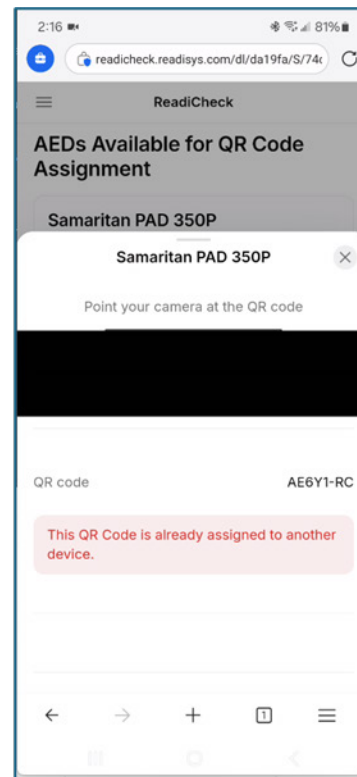 2:16 81%
readicheck.readisys.com/dl/da19fa/S/74c
ReadiCheck
AEDs Available for QR Code
Assignment
Samaritan PAD 350P
Samaritan PAD 350P
Point your camera at the QR code
QR code AE6Y1-RC
This QR Code is already assigned to another
device.
1